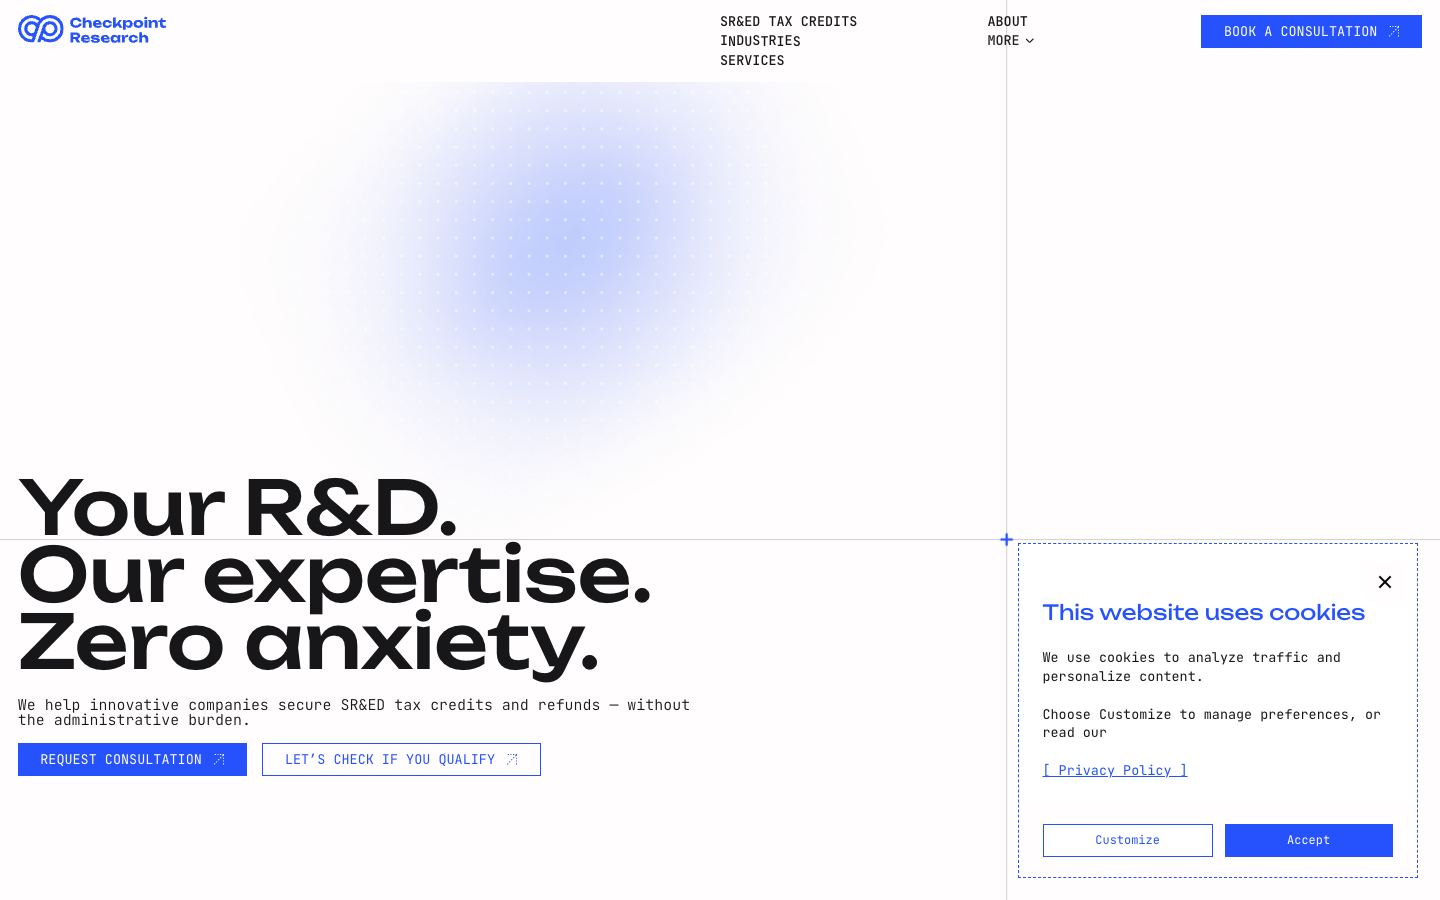 Checkpoint
Research
SR&ED TAX CREDITS
INDUSTRIES
SERVICES
ABOUT
MORE
BOOK A CONSULTATION
Your R&D.
Our expertise.
Zero anxiety.
We help innovative companies secure SR&ED tax credits and refunds — without
the administrative burden.
REQUEST CONSULTATION
LET’S CHECK IF YOU QUALIFY
This website uses cookies
We use cookies to analyze traffic and
personalize content.
Choose Customize to manage preferences, or
read our
[ Privacy Policy ]
Customize
Accept